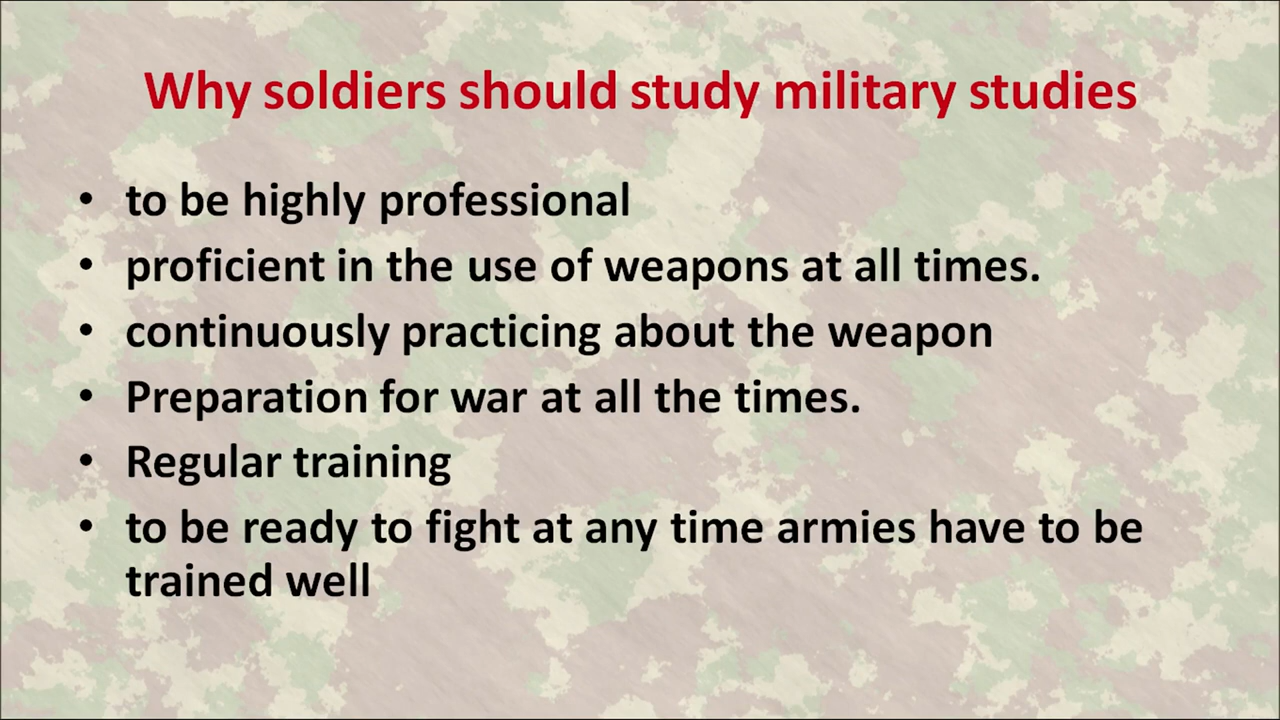 Why soldiers should study military studies
• to be highly professional
• proficient in the use of weapons at all times.
• continuously practicing about the weapon
• Preparation for war at all the times.
• Regular training
• to be ready to fight at any time armies have to be
trained well